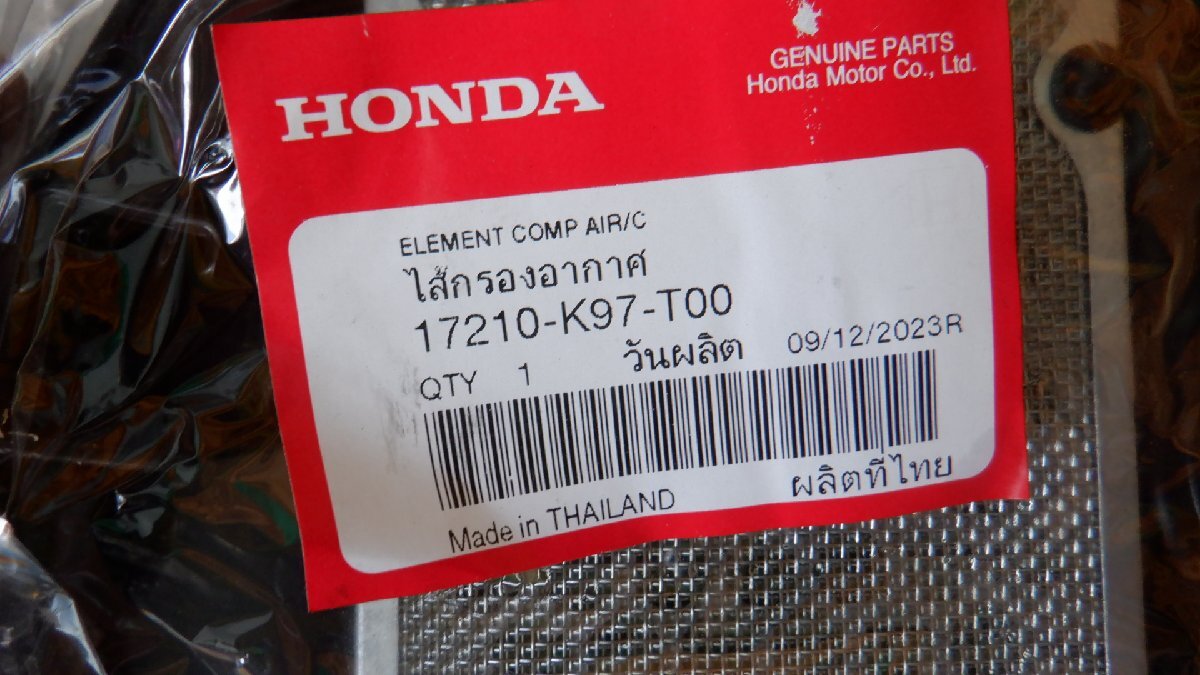 HONDA
GENUINE PARTS
Honda Motor Co., Ltd.
ELEMENT COMP AIR/C
ไส้กรองอากาศ
17210-K97-T00
QTY 1 วันผลิต 09/12/2023R
Made in THAILAND ผลิตที่ไทย